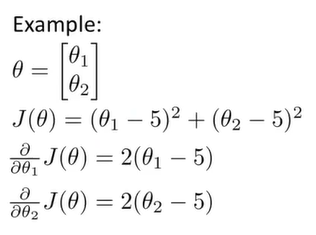 Example:
θ = [θ₁
θ₂]
J(θ) = (θ₁ − 5)² + (θ₂ − 5)²
∂/∂θ₁ J(θ) = 2(θ₁ − 5)
∂/∂θ₂ J(θ) = 2(θ₂ − 5)